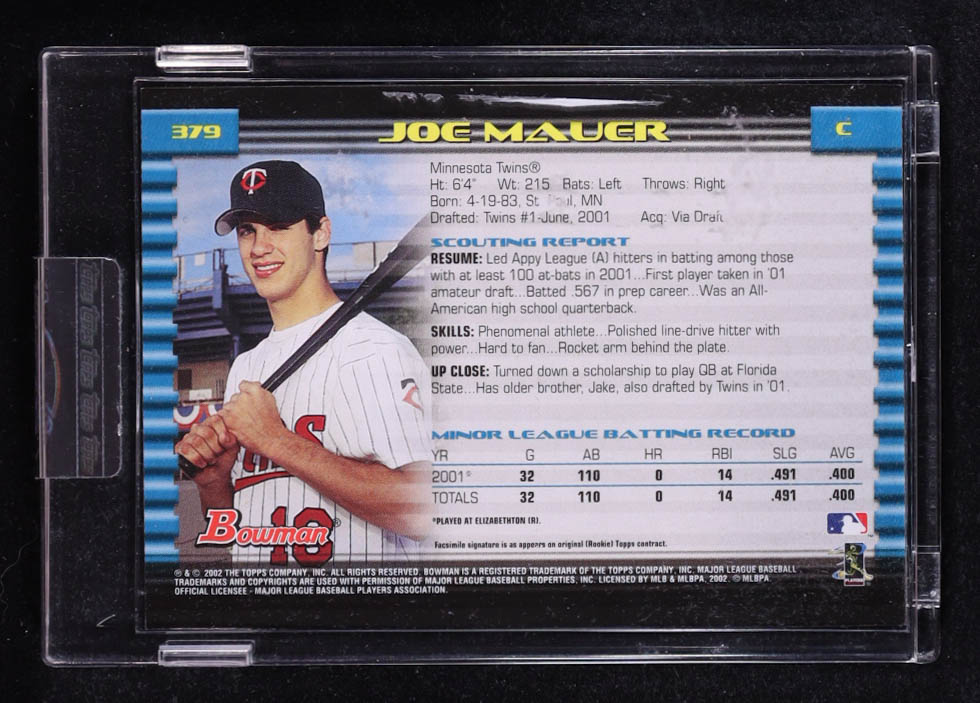 379
JOE MAUER
C
Minnesota Twins®
Ht: 6'4" Wt: 215 Bats: Left Throws: Right
Born: 4-19-83, St. Paul, MN
Drafted: Twins #1-June, 2001 Acq: Via Draft
SCOUTING REPORT
RESUME: Led Appy League (A) hitters in batting among those
with at least 100 at-bats in 2001...First player taken in '01
amateur draft...Batted .567 in prep career...Was an All-
American high school quarterback.
SKILLS: Phenomenal athlete...Polished line-drive hitter with
power...Hard to fan...Rocket arm behind the plate.
UP CLOSE: Turned down a scholarship to play QB at Florida
State...Has older brother, Jake, also drafted by Twins in '01.
MINOR LEAGUE BATTING RECORD
YR G AB HR RBI SLG AVG
2001* 32 110 0 14 .491 .400
TOTALS 32 110 0 14 .491 .400
*PLAYED AT ELIZABETHTON (R).
Facsimile signature is as appears on original (Rookie) Topps contract.
Bowman®
18
® & © 2002 THE TOPPS COMPANY, INC. ALL RIGHTS RESERVED. BOWMAN IS A REGISTERED TRADEMARK OF THE TOPPS COMPANY, INC. MAJOR LEAGUE BASEBALL
TRADEMARKS AND COPYRIGHTS ARE USED WITH PERMISSION OF MAJOR LEAGUE BASEBALL PROPERTIES, INC. LICENSED BY MLB & MLBPA, 2002. © MLBPA.
OFFICIAL LICENSEE - MAJOR LEAGUE BASEBALL PLAYERS ASSOCIATION.